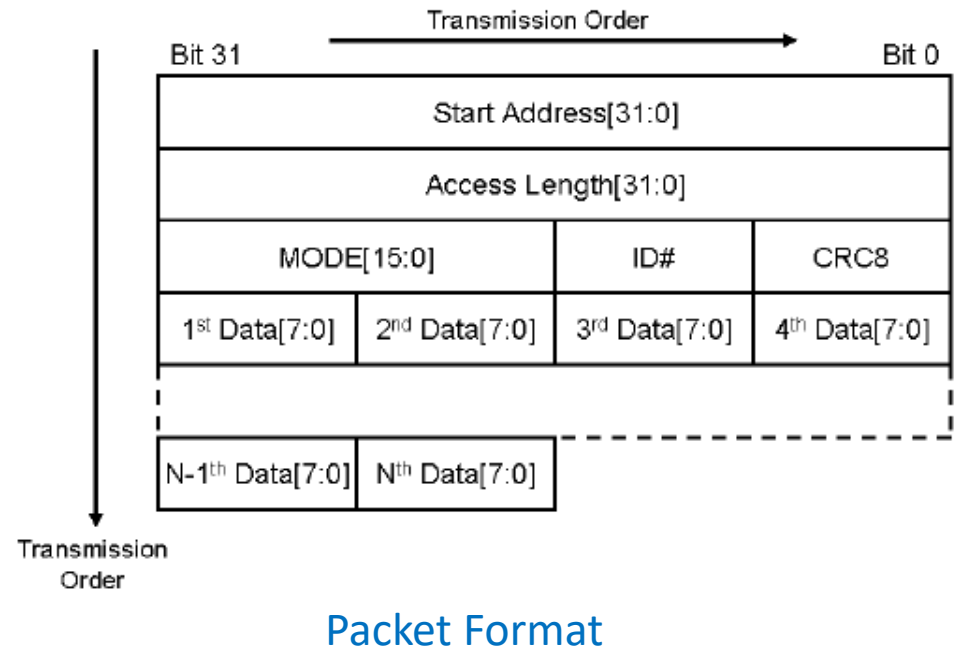 Transmission Order
Bit 31 Bit 0
Start Address[31:0]
Access Length[31:0]
MODE[15:0] ID# CRC8
1st Data[7:0] 2nd Data[7:0] 3rd Data[7:0] 4th Data[7:0]
N-1th Data[7:0] Nth Data[7:0]
Transmission
Order
Packet Format